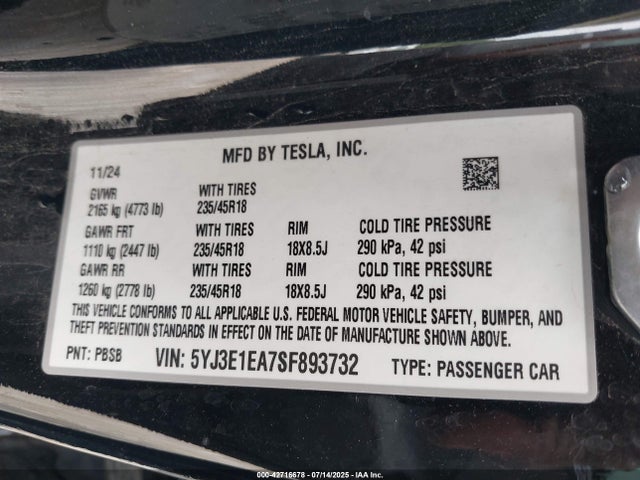 MFD BY TESLA, INC.
11/24
GVWR WITH TIRES
2165 kg (4773 lb) 235/45R18
GAWR FRT WITH TIRES RIM COLD TIRE PRESSURE
1110 kg (2447 lb) 235/45R18 18X8.5J 290 kPa, 42 psi
GAWR RR WITH TIRES RIM COLD TIRE PRESSURE
1260 kg (2778 lb) 235/45R18 18X8.5J 290 kPa, 42 psi
THIS VEHICLE CONFORMS TO ALL APPLICABLE U.S. FEDERAL MOTOR VEHICLE SAFETY, BUMPER, AND
THEFT PREVENTION STANDARDS IN EFFECT ON THE DATE OF MANUFACTURE SHOWN ABOVE.
PNT: PBSB VIN: 5YJ3E1EA7SF893732 TYPE: PASSENGER CAR
000-42716678 - 07/14/2025 - IAA Inc.